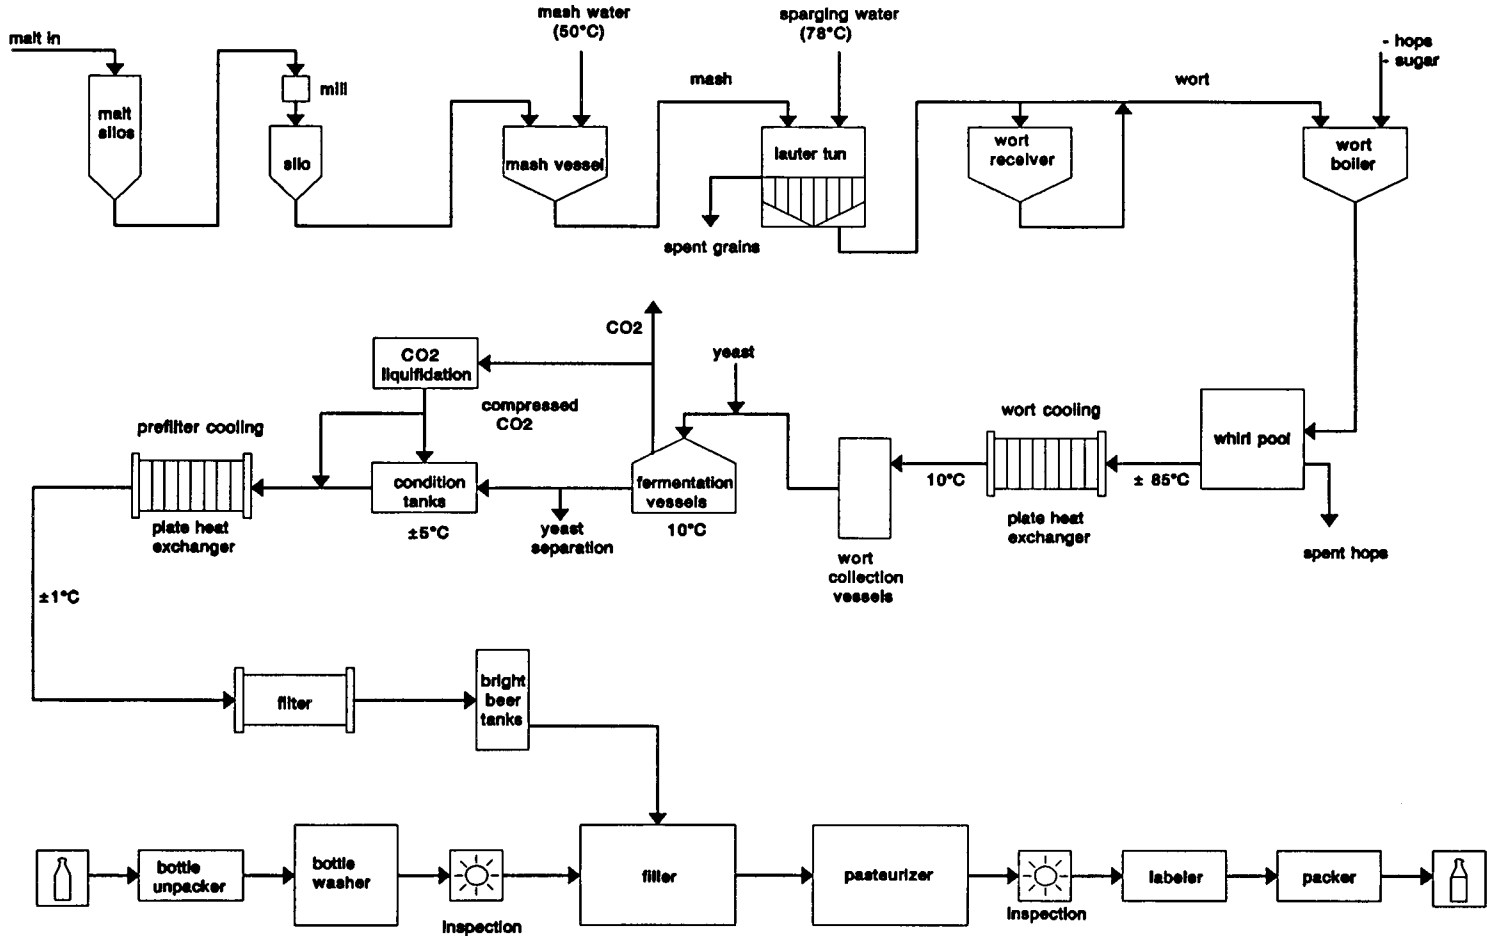 mash water
(50°C)
sparging water
(78°C)
malt in
- hops
- sugar
mash
wort
mill
malt
silos
silo
mash vessel
lauter tun
wort
receiver
wort
boiler
spent grains
CO2
CO2
liquifidation
yeast
compressed
CO2
prefilter cooling
wort cooling
whirl pool
condition
tanks
fermentation
vessels
10°C
± 85°C
±5°C
yeast
separation
10°C
plate heat
exchanger
plate heat
exchanger
wort
collection
vessels
spent hops
±1°C
filter
bright
beer
tanks
bottle
unpacker
bottle
washer
filler
pasteurizer
labeler
packer
inspection
inspection